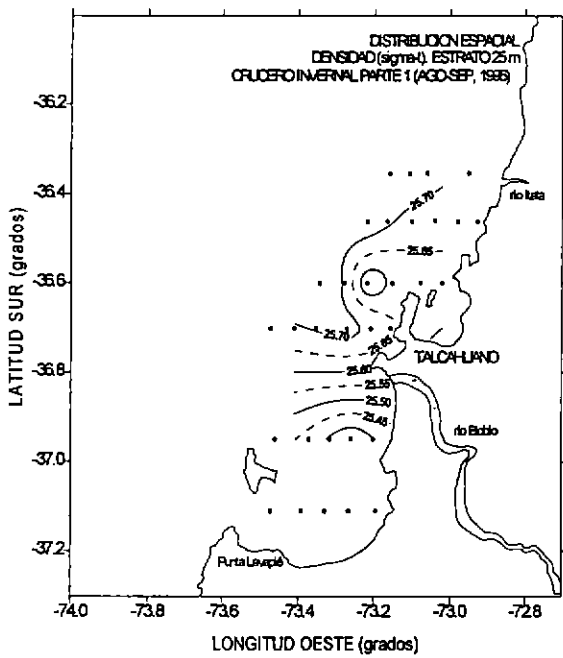 DISTRIBUCION ESPACIAL
DENSIDAD (sigma-t). ESTRATO 25 m
CRUCERO INVERNAL PARTE 1 (AGO-SEP, 1996)
-36.2
-36.4
-36.6
-36.8
-37.0
-37.2
LATITUD SUR (grados)
25.70
río Itata
25.65
25.70
25.65
TALCAHUANO
25.60
25.55
25.50
25.45
río Biobío
Punta Lavapié
-74.0 -73.8 -73.6 -73.4 -73.2 -73.0 -72.8
LONGITUD OESTE (grados)